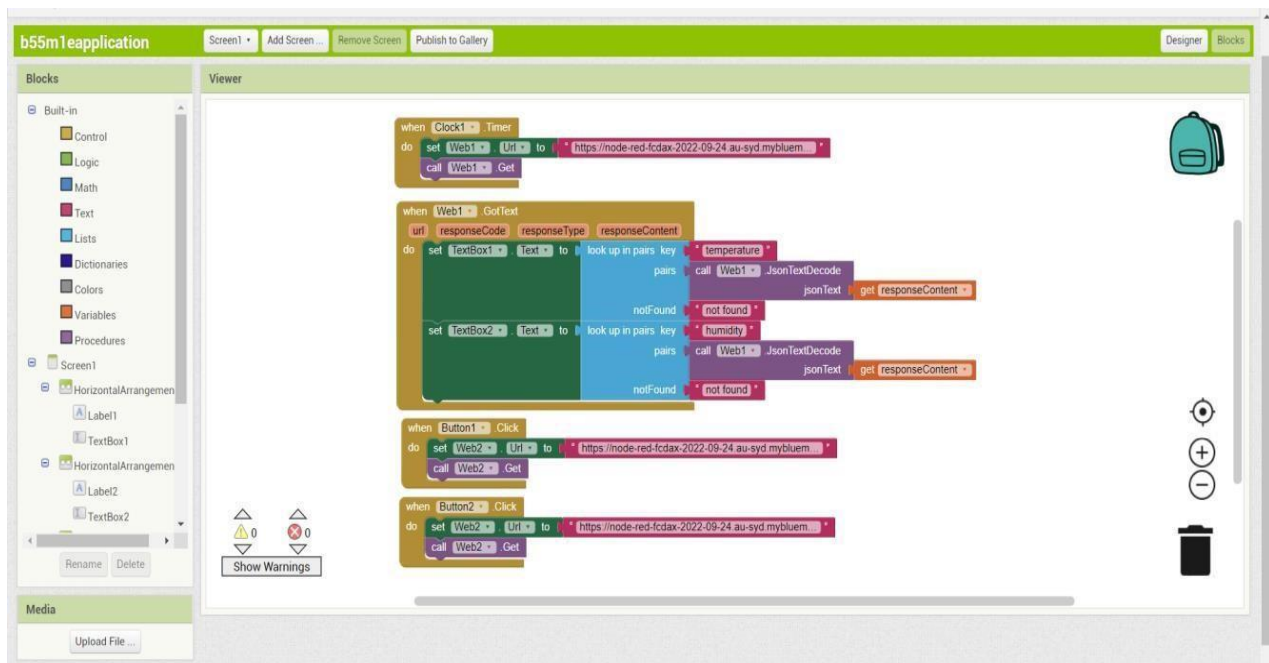 b55m1eapplication Screen1 Add Screen ... Remove Screen Publish to Gallery Designer Blocks
Blocks
Built-in
Control
Logic
Math
Text
Lists
Dictionaries
Colors
Variables
Procedures
Screen1
HorizontalArrangemen
Label1
TextBox1
HorizontalArrangemen
Label2
TextBox2
Rename Delete
Media
Upload File ...
Viewer
when Clock1 .Timer
do set Web1 . Url to " https://node-red-fcdax-2022-09-24.au-syd.mybluem... "
call Web1 .Get
when Web1 .GotText
url responseCode responseType responseContent
do set TextBox1 . Text to look up in pairs key " temperature "
pairs call Web1 .JsonTextDecode
jsonText get responseContent
notFound " not found "
set TextBox2 . Text to look up in pairs key " humidity "
pairs call Web1 .JsonTextDecode
jsonText get responseContent
notFound " not found "
when Button1 .Click
do set Web2 . Url to " https://node-red-fcdax-2022-09-24.au-syd.mybluem... "
call Web2 .Get
when Button2 .Click
do set Web2 . Url to " https://node-red-fcdax-2022-09-24.au-syd.mybluem... "
call Web2 .Get
0 0
Show Warnings